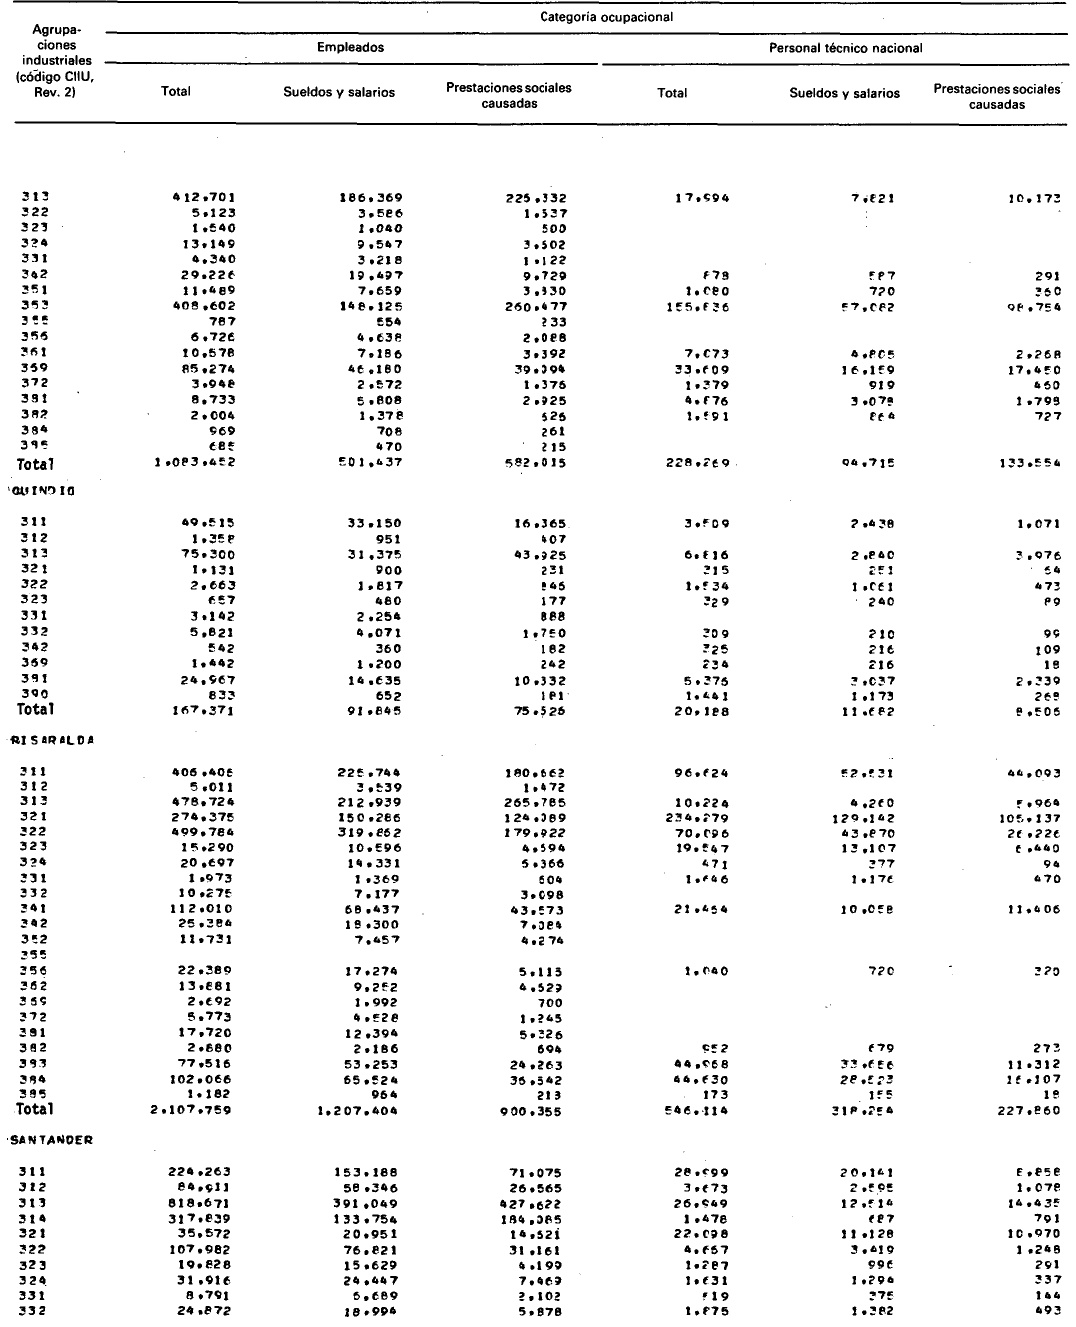 Categoría ocupacional
Agrupa-
ciones
industriales
(código CIIU,
Rev. 2)
Empleados Personal técnico nacional
Total Sueldos y salarios Prestaciones sociales causadas Total Sueldos y salarios Prestaciones sociales causadas
313 412.701 186.369 226.332 17.994 7.821 10.173
322 5.123 3.586 1.537
323 1.540 1.040 500
324 13.149 9.547 3.602
331 4.340 3.218 1.122
342 29.226 19.497 9.729 878 587 291
351 11.489 7.659 3.830 1.080 720 360
353 408.602 148.125 260.477 155.836 57.082 98.754
355 787 554 233
356 6.726 4.638 2.088
361 10.578 7.186 3.392 7.073 4.805 2.268
369 85.274 46.180 39.094 33.609 16.159 17.450
372 3.948 2.572 1.376 1.379 919 460
381 8.733 5.808 2.925 4.876 3.078 1.798
382 2.004 1.378 626 1.591 864 727
384 969 708 261
385 685 470 215
Total 1.083.452 501.437 582.015 228.269 94.715 133.554
QUINDIO
311 49.515 33.150 16.365 3.509 2.438 1.071
312 1.358 951 407
313 75.300 31.375 43.925 6.816 2.840 3.976
321 1.131 900 231 315 251 64
322 2.663 1.817 846 1.534 1.061 473
323 657 480 177 329 240 89
331 3.142 2.254 888
332 5.821 4.071 1.750 309 210 99
342 542 360 182 325 216 109
369 1.442 1.200 242 234 216 18
381 24.967 14.635 10.332 5.376 3.037 2.339
390 833 652 181 1.441 1.173 268
Total 167.371 91.845 75.526 20.188 11.682 8.506
RISARALDA
311 406.406 225.744 180.662 96.624 52.531 44.093
312 5.011 3.539 1.472
313 478.724 212.939 265.785 10.224 4.260 5.964
321 274.375 150.286 124.089 234.279 129.142 105.137
322 499.784 319.862 179.922 70.096 43.870 26.226
323 15.290 10.696 4.594 19.547 13.107 6.440
324 20.697 14.331 6.366 471 377 94
331 1.973 1.369 604 1.646 1.176 470
332 10.275 7.177 3.098
341 112.010 68.437 43.573 21.464 10.058 11.406
342 25.384 18.300 7.084
352 11.731 7.457 4.274
355
356 22.389 17.274 5.115 1.040 720 320
362 13.881 9.252 4.629
369 2.692 1.992 700
372 5.773 4.528 1.245
381 17.720 12.394 5.326
382 2.880 2.186 694 952 679 273
383 77.516 53.253 24.263 44.968 33.656 11.312
384 102.066 65.524 36.542 44.630 28.523 16.107
385 1.182 964 218 173 155 18
Total 2.107.759 1.207.404 900.355 546.114 318.254 227.860
SANTANDER
311 224.263 153.188 71.075 28.999 20.141 8.858
312 84.911 58.346 26.565 3.673 2.595 1.078
313 818.671 391.049 427.622 26.949 12.514 14.435
314 317.839 133.754 184.085 1.478 687 791
321 35.572 20.951 14.621 22.098 11.128 10.970
322 107.982 76.821 31.161 4.667 3.419 1.248
323 19.828 15.629 4.199 1.287 996 291
324 31.916 24.447 7.469 1.631 1.294 337
331 8.791 6.689 2.102 519 375 144
332 24.872 18.994 5.878 1.875 1.382 493